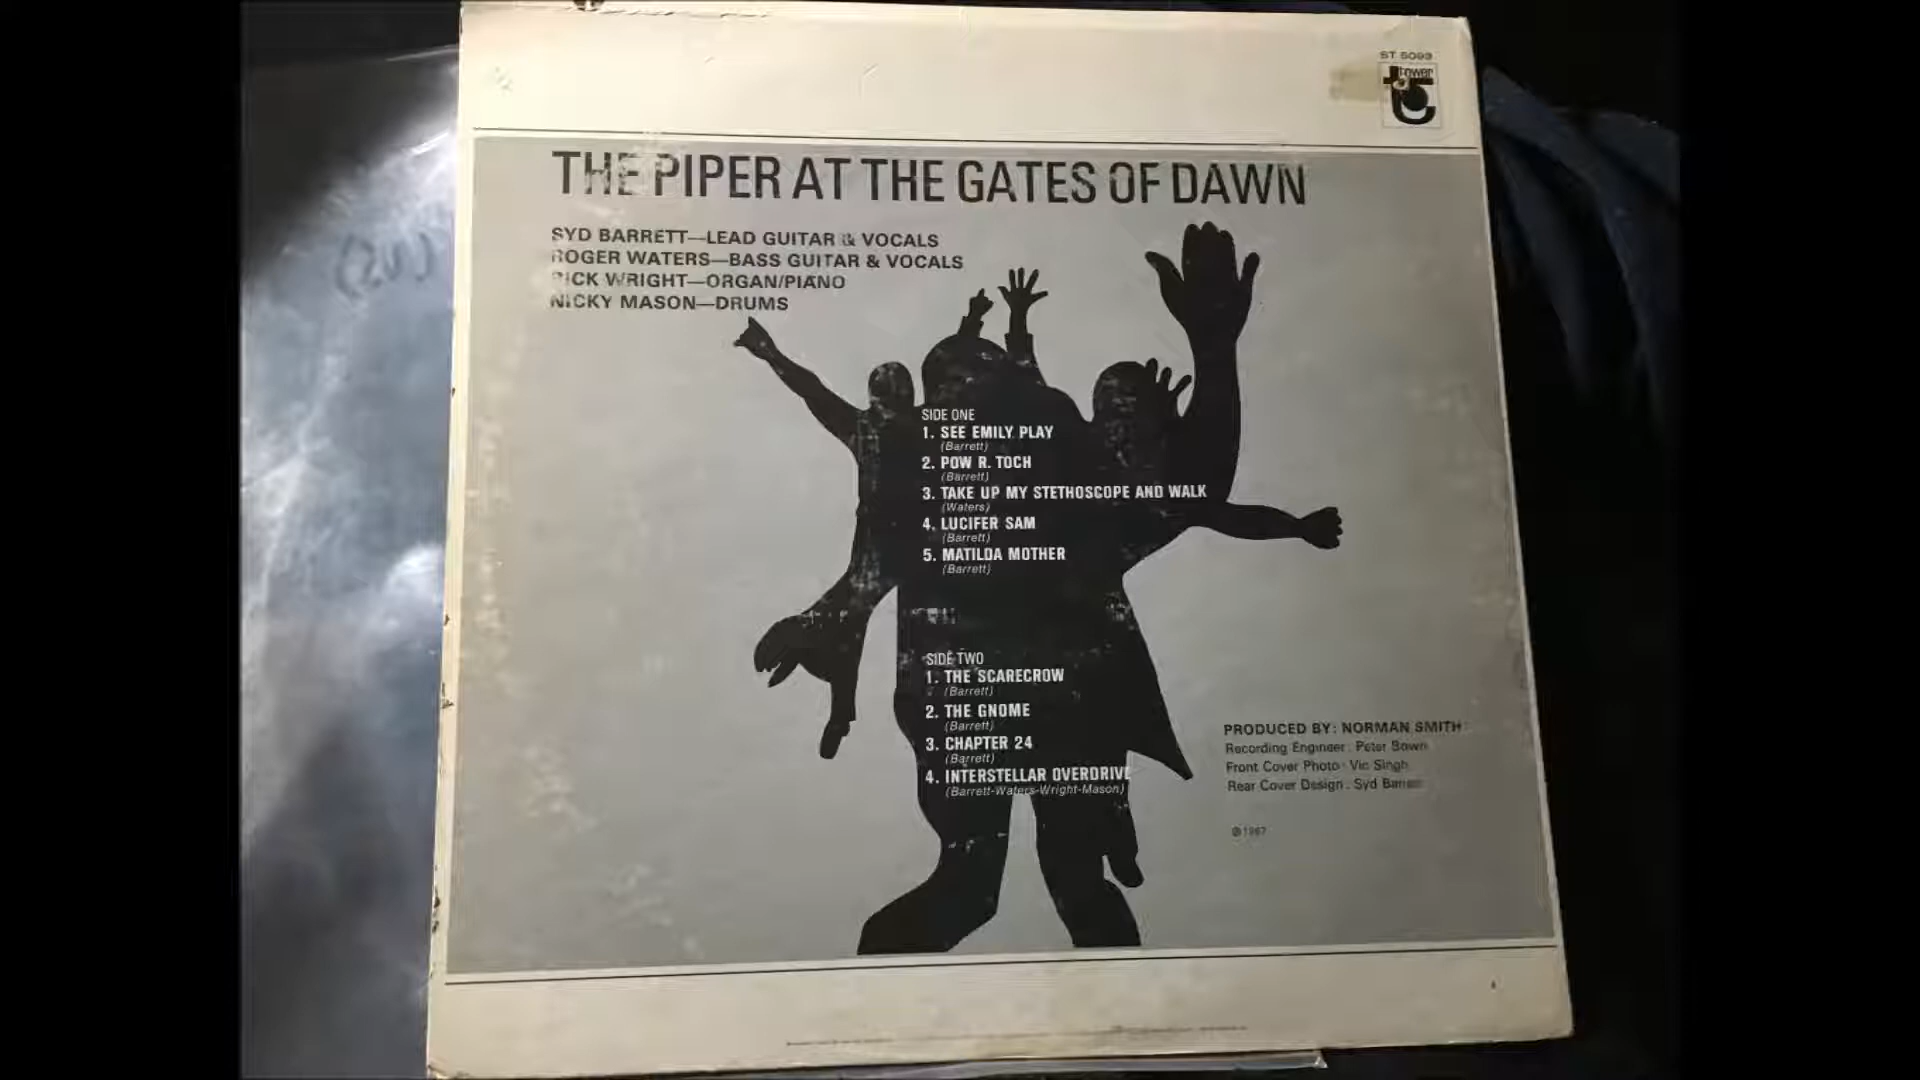 ST 5093
tower
THE PIPER AT THE GATES OF DAWN
SYD BARRETT—LEAD GUITAR & VOCALS
ROGER WATERS—BASS GUITAR & VOCALS
RICK WRIGHT—ORGAN/PIANO
NICKY MASON—DRUMS
SIDE ONE
1. SEE EMILY PLAY
(Barrett)
2. POW R. TOCH
(Barrett)
3. TAKE UP MY STETHOSCOPE AND WALK
(Waters)
4. LUCIFER SAM
(Barrett)
5. MATILDA MOTHER
(Barrett)
SIDE TWO
1. THE SCARECROW
(Barrett)
2. THE GNOME
(Barrett)
3. CHAPTER 24
(Barrett)
4. INTERSTELLAR OVERDRIVE
(Barrett-Waters-Wright-Mason)
PRODUCED BY: NORMAN SMITH
Recording Engineer: Peter Bown
Front Cover Photo: Vic Singh
Rear Cover Design: Syd Barrett
℗1967